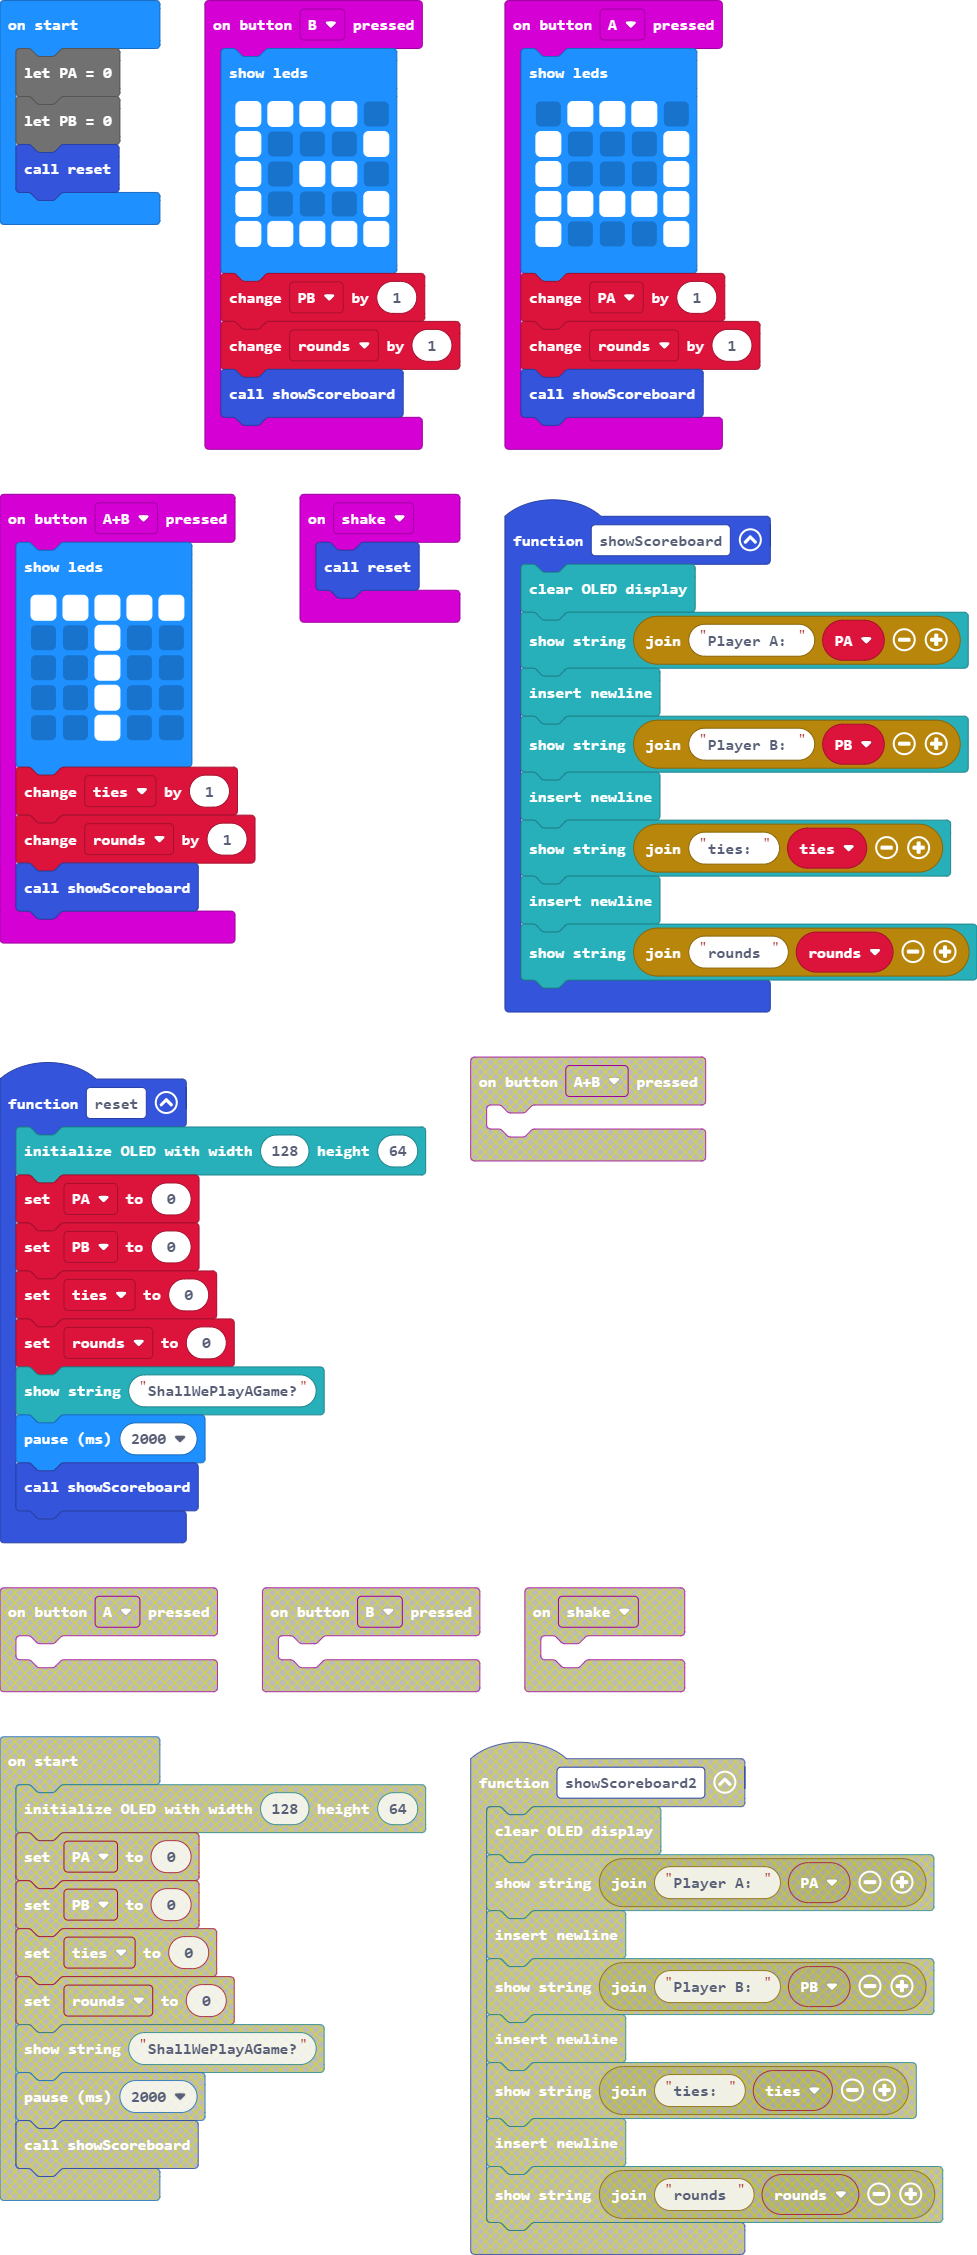 on start
let PA = 0
let PB = 0
call reset
on button B pressed
show leds
change PB by 1
change rounds by 1
call showScoreboard
on button A pressed
show leds
change PA by 1
change rounds by 1
call showScoreboard
on button A+B pressed
show leds
change ties by 1
change rounds by 1
call showScoreboard
on shake
call reset
function showScoreboard
clear OLED display
show string join "Player A: " PA
insert newline
show string join "Player B: " PB
insert newline
show string join "ties: " ties
insert newline
show string join "rounds " rounds
function reset
initialize OLED with width 128 height 64
set PA to 0
set PB to 0
set ties to 0
set rounds to 0
show string "ShallWePlayAGame?"
pause (ms) 2000
call showScoreboard
on button A+B pressed
on button A pressed
on button B pressed
on shake
on start
initialize OLED with width 128 height 64
set PA to 0
set PB to 0
set ties to 0
set rounds to 0
show string "ShallWePlayAGame?"
pause (ms) 2000
call showScoreboard
function showScoreboard2
clear OLED display
show string join "Player A: " PA
insert newline
show string join "Player B: " PB
insert newline
show string join "ties: " ties
insert newline
show string join "rounds " rounds